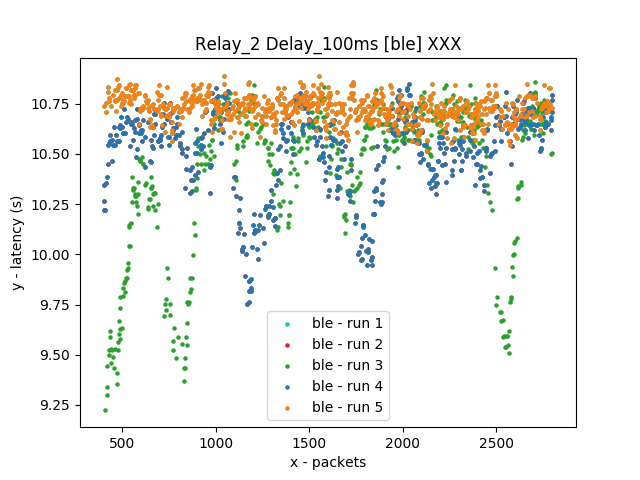 Relay_2 Delay_100ms [ble] XXX
y - latency (s)
10.75
10.50
10.25
10.00
9.75
9.50
9.25
ble - run 1
ble - run 2
ble - run 3
ble - run 4
ble - run 5
500
1000
1500
2000
2500
x - packets